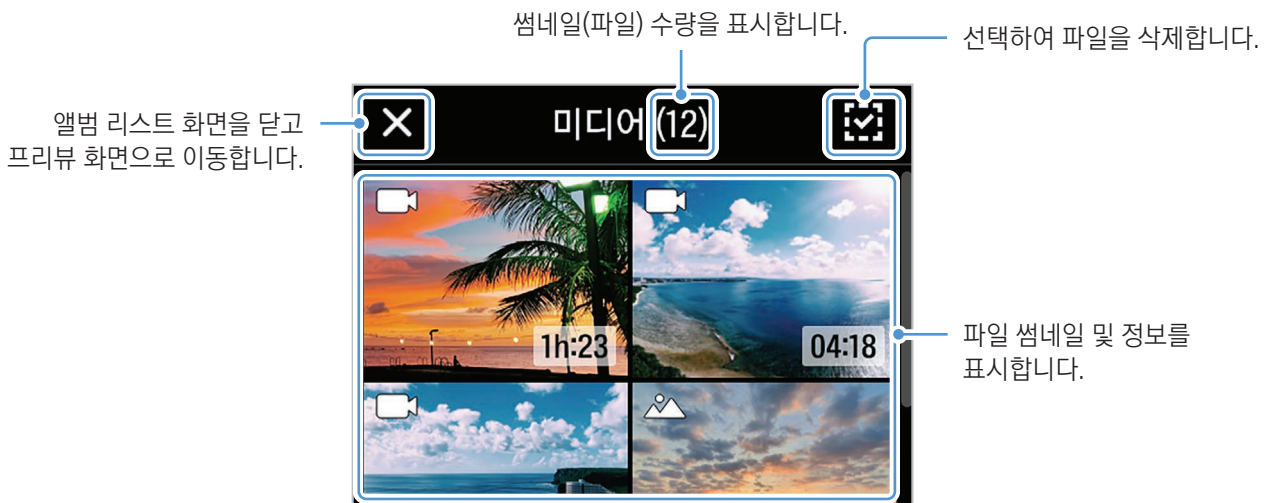 썸네일(파일) 수량을 표시합니다.
선택하여 파일을 삭제합니다.
앨범 리스트 화면을 닫고
프리뷰 화면으로 이동합니다.
미디어 (12)
1h:23
04:18
파일 썸네일 및 정보를
표시합니다.